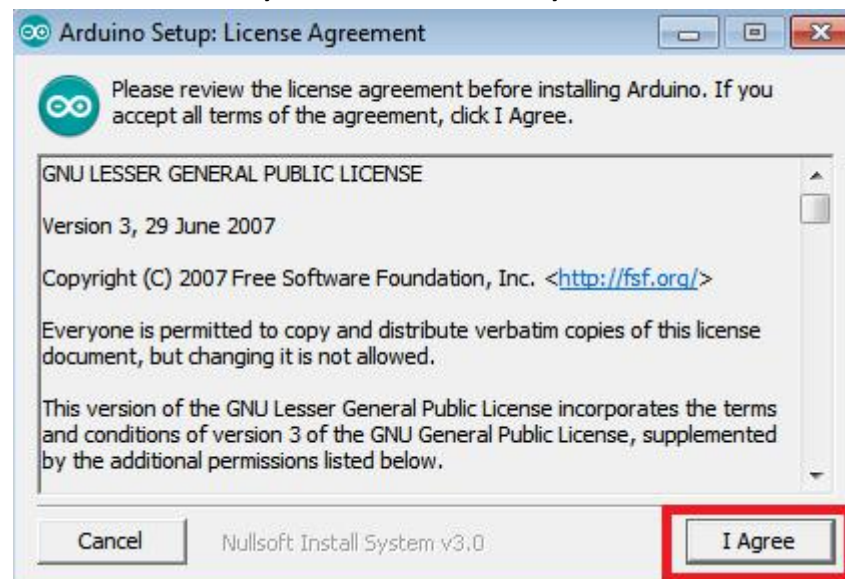 Arduino Setup: License Agreement
Please review the license agreement before installing Arduino. If you
accept all terms of the agreement, click I Agree.
GNU LESSER GENERAL PUBLIC LICENSE
Version 3, 29 June 2007
Copyright (C) 2007 Free Software Foundation, Inc. <http://fsf.org/>
Everyone is permitted to copy and distribute verbatim copies of this license
document, but changing it is not allowed.
This version of the GNU Lesser General Public License incorporates the terms
and conditions of version 3 of the GNU General Public License, supplemented
by the additional permissions listed below.
Cancel
Nullsoft Install System v3.0
I Agree